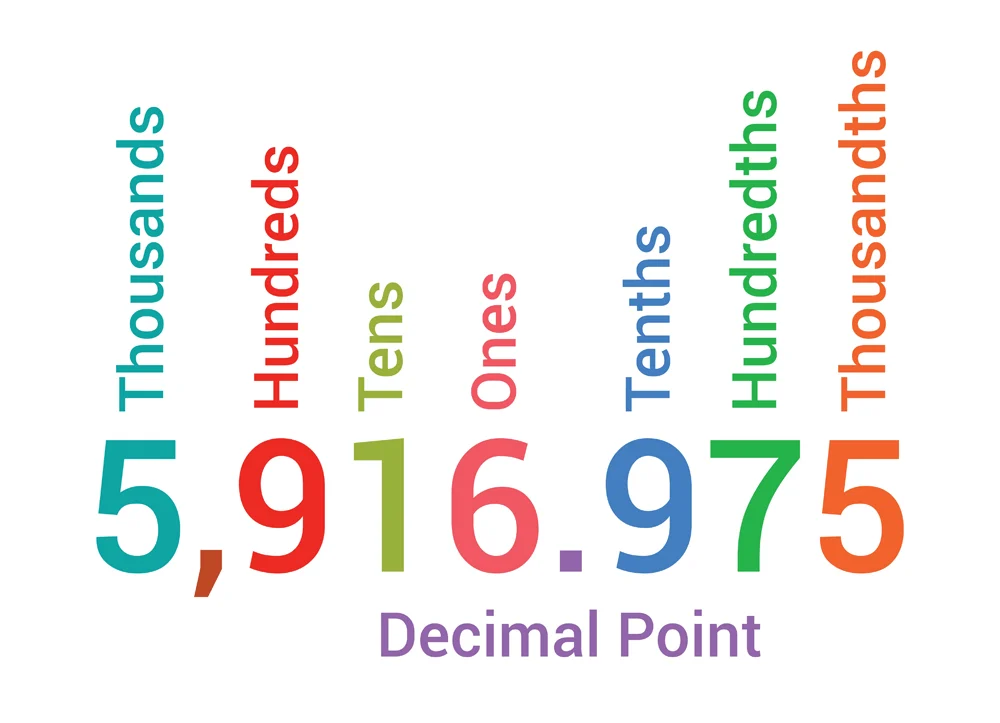 Thousands
Hundreds
Tens
Ones
Tenths
Hundredths
Thousandths
5,916.975
Decimal Point